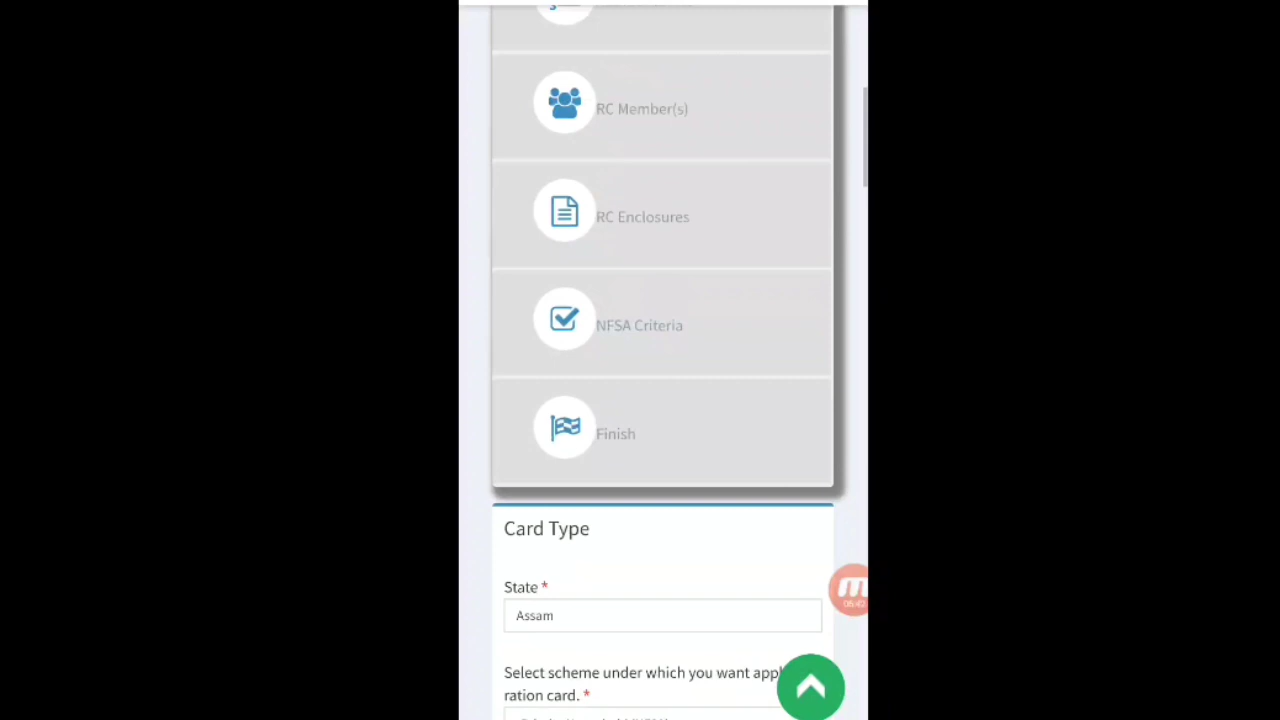 RC Member(s)
RC Enclosures
NFSA Criteria
Finish
Card Type
State *
Assam
Select scheme under which you want appl
ration card. *